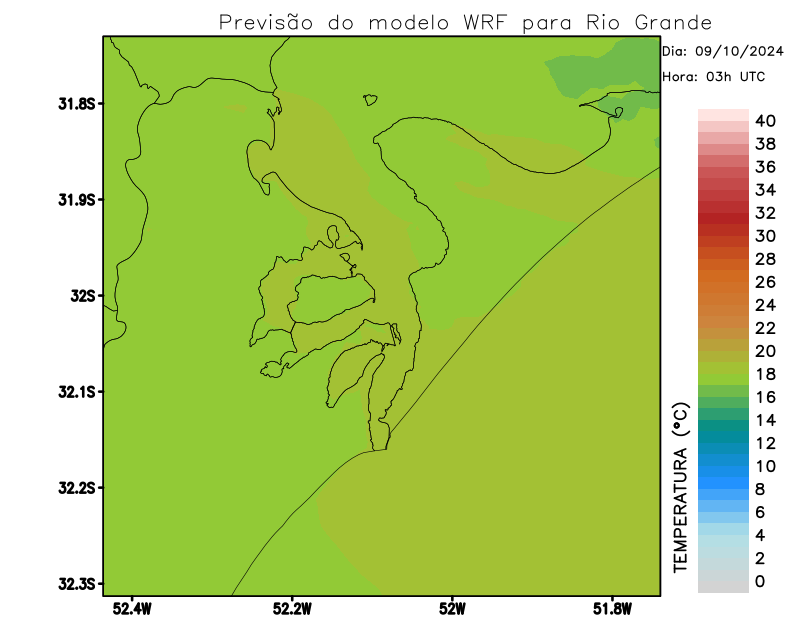 Previsão do modelo WRF para Rio Grande
Dia: 09/10/2024
Hora: 03h UTC
31.8S
31.9S
32S
32.1S
32.2S
32.3S
52.4W
52.2W
52W
51.8W
TEMPERATURA (°C)
40
38
36
34
32
30
28
26
24
22
20
18
16
14
12
10
8
6
4
2
0